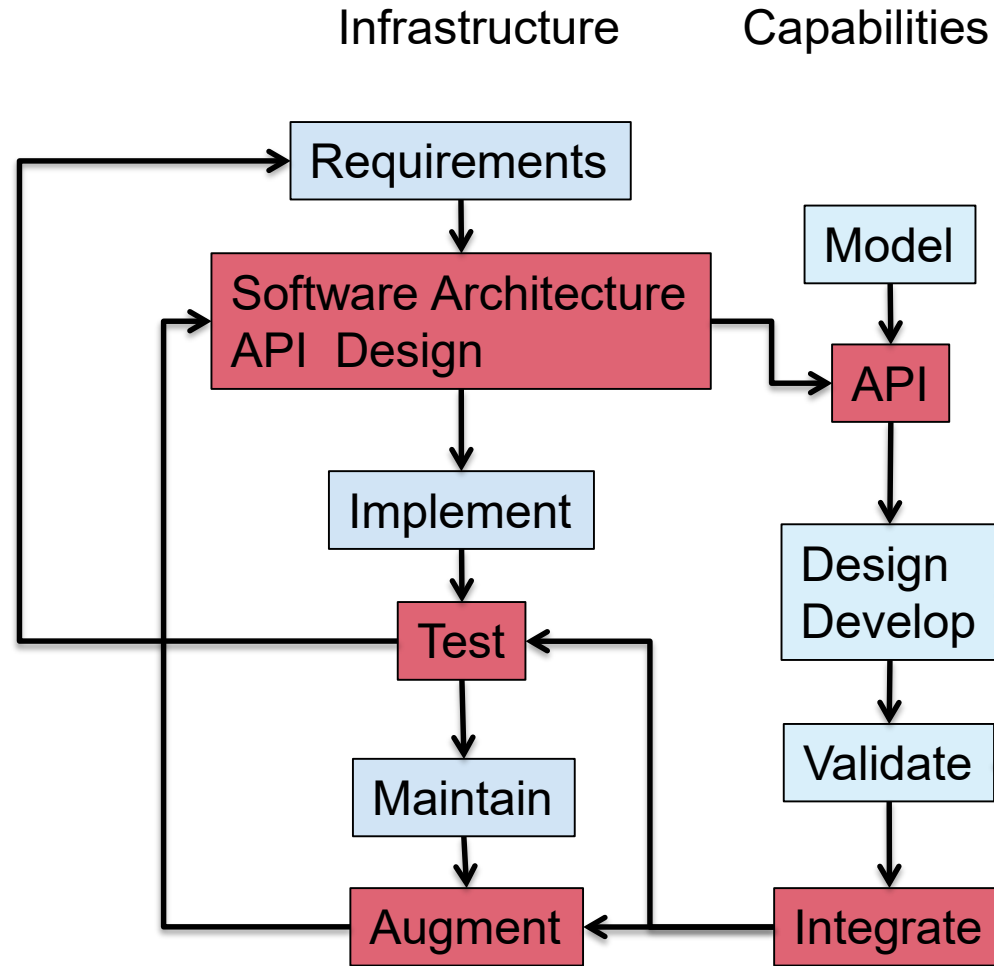 Infrastructure
Capabilities
Requirements
Software Architecture
API  Design
Implement
Test
Maintain
Augment
Model
API
Design
Develop
Validate
Integrate